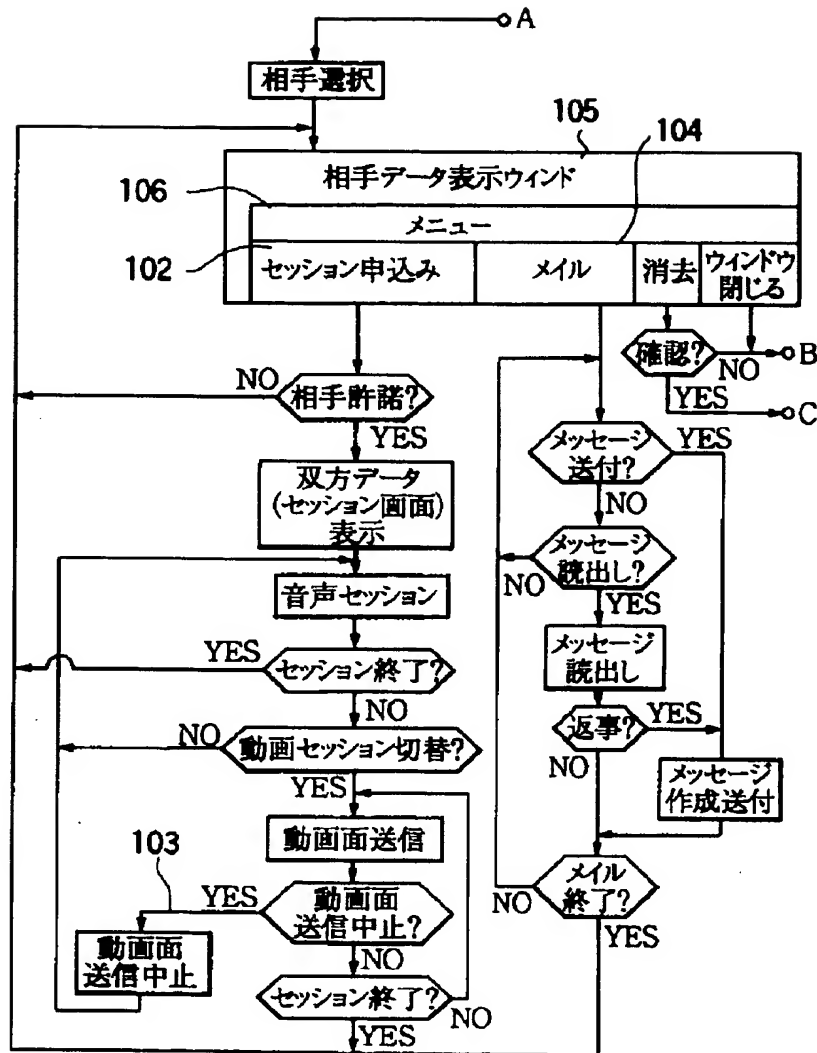 A
相手選択
105
104
相手データ表示ウィンド
106
メニュー
102
セッション申込み
メイル
消去
ウィンドウ
閉じる
確認?
NO
B
YES
C
NO
相手許諾?
YES
双方データ
(セッション画面)
表示
音声セッション
YES
セッション終了?
NO
NO
動画セッション切替?
YES
動画面送信
103
YES
動画面
送信中止?
動画面
送信中止
NO
セッション終了?
NO
YES
メッセージ
送付?
YES
NO
メッセージ
読出し?
NO
YES
メッセージ
読出し
返事?
YES
NO
メッセージ
作成送付
メイル
終了?
NO
YES